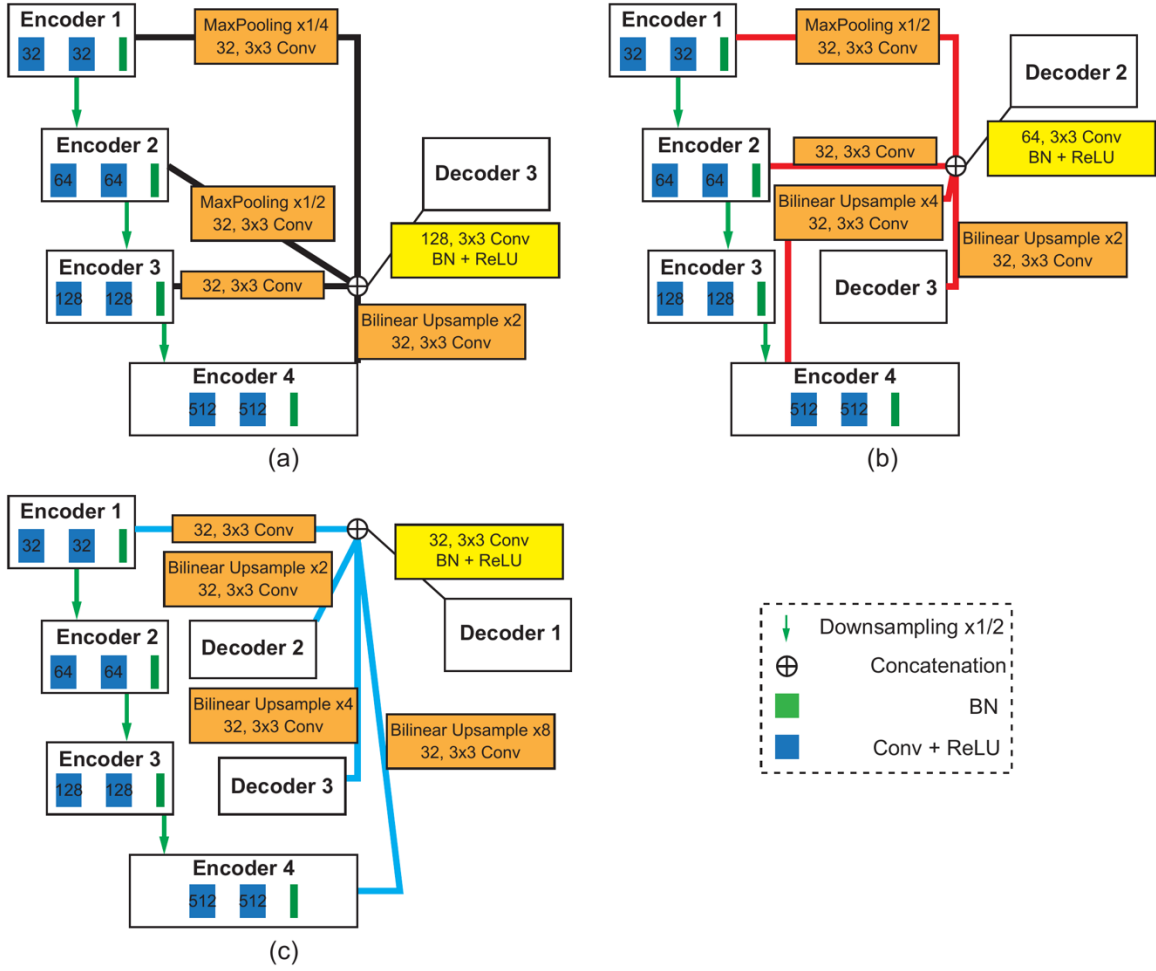 Encoder 1
32 32
MaxPooling x1/4
32, 3x3 Conv
Encoder 2
64 64
MaxPooling x1/2
32, 3x3 Conv
Decoder 3
128, 3x3 Conv
BN + ReLU
Encoder 3
128 128
32, 3x3 Conv
Bilinear Upsample x2
32, 3x3 Conv
Encoder 4
512 512
(a)
Encoder 1
32 32
MaxPooling x1/2
32, 3x3 Conv
Decoder 2
64, 3x3 Conv
BN + ReLU
Encoder 2
64 64
32, 3x3 Conv
Bilinear Upsample x4
32, 3x3 Conv
Bilinear Upsample x2
32, 3x3 Conv
Encoder 3
128 128
Decoder 3
Encoder 4
512 512
(b)
Encoder 1
32 32
32, 3x3 Conv
32, 3x3 Conv
BN + ReLU
Bilinear Upsample x2
32, 3x3 Conv
Encoder 2
64 64
Decoder 2
Decoder 1
Bilinear Upsample x4
32, 3x3 Conv
Bilinear Upsample x8
32, 3x3 Conv
Encoder 3
128 128
Decoder 3
Encoder 4
512 512
(c)
Downsampling x1/2
Concatenation
BN
Conv + ReLU